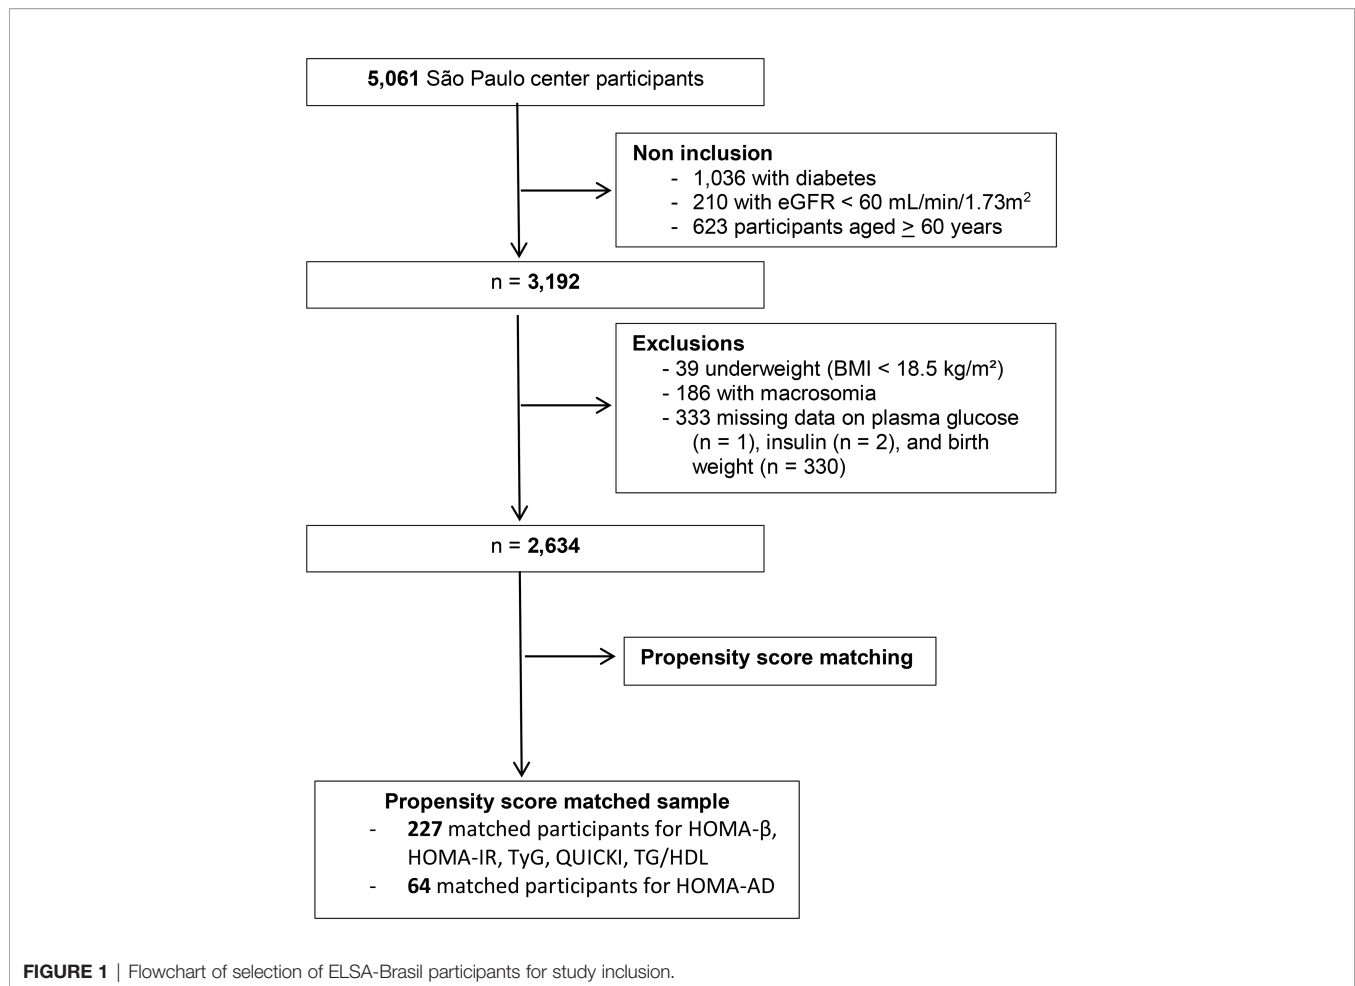 5,061 São Paulo center participants
Non inclusion
- 1,036 with diabetes
- 210 with eGFR < 60 mL/min/1.73m²
- 623 participants aged ≥ 60 years
n = 3,192
Exclusions
- 39 underweight (BMI < 18.5 kg/m²)
- 186 with macrosomia
- 333 missing data on plasma glucose
(n = 1), insulin (n = 2), and birth
weight (n = 330)
n = 2,634
Propensity score matching
Propensity score matched sample
- 227 matched participants for HOMA-β,
HOMA-IR, TyG, QUICKI, TG/HDL
- 64 matched participants for HOMA-AD
FIGURE 1 | Flowchart of selection of ELSA-Brasil participants for study inclusion.